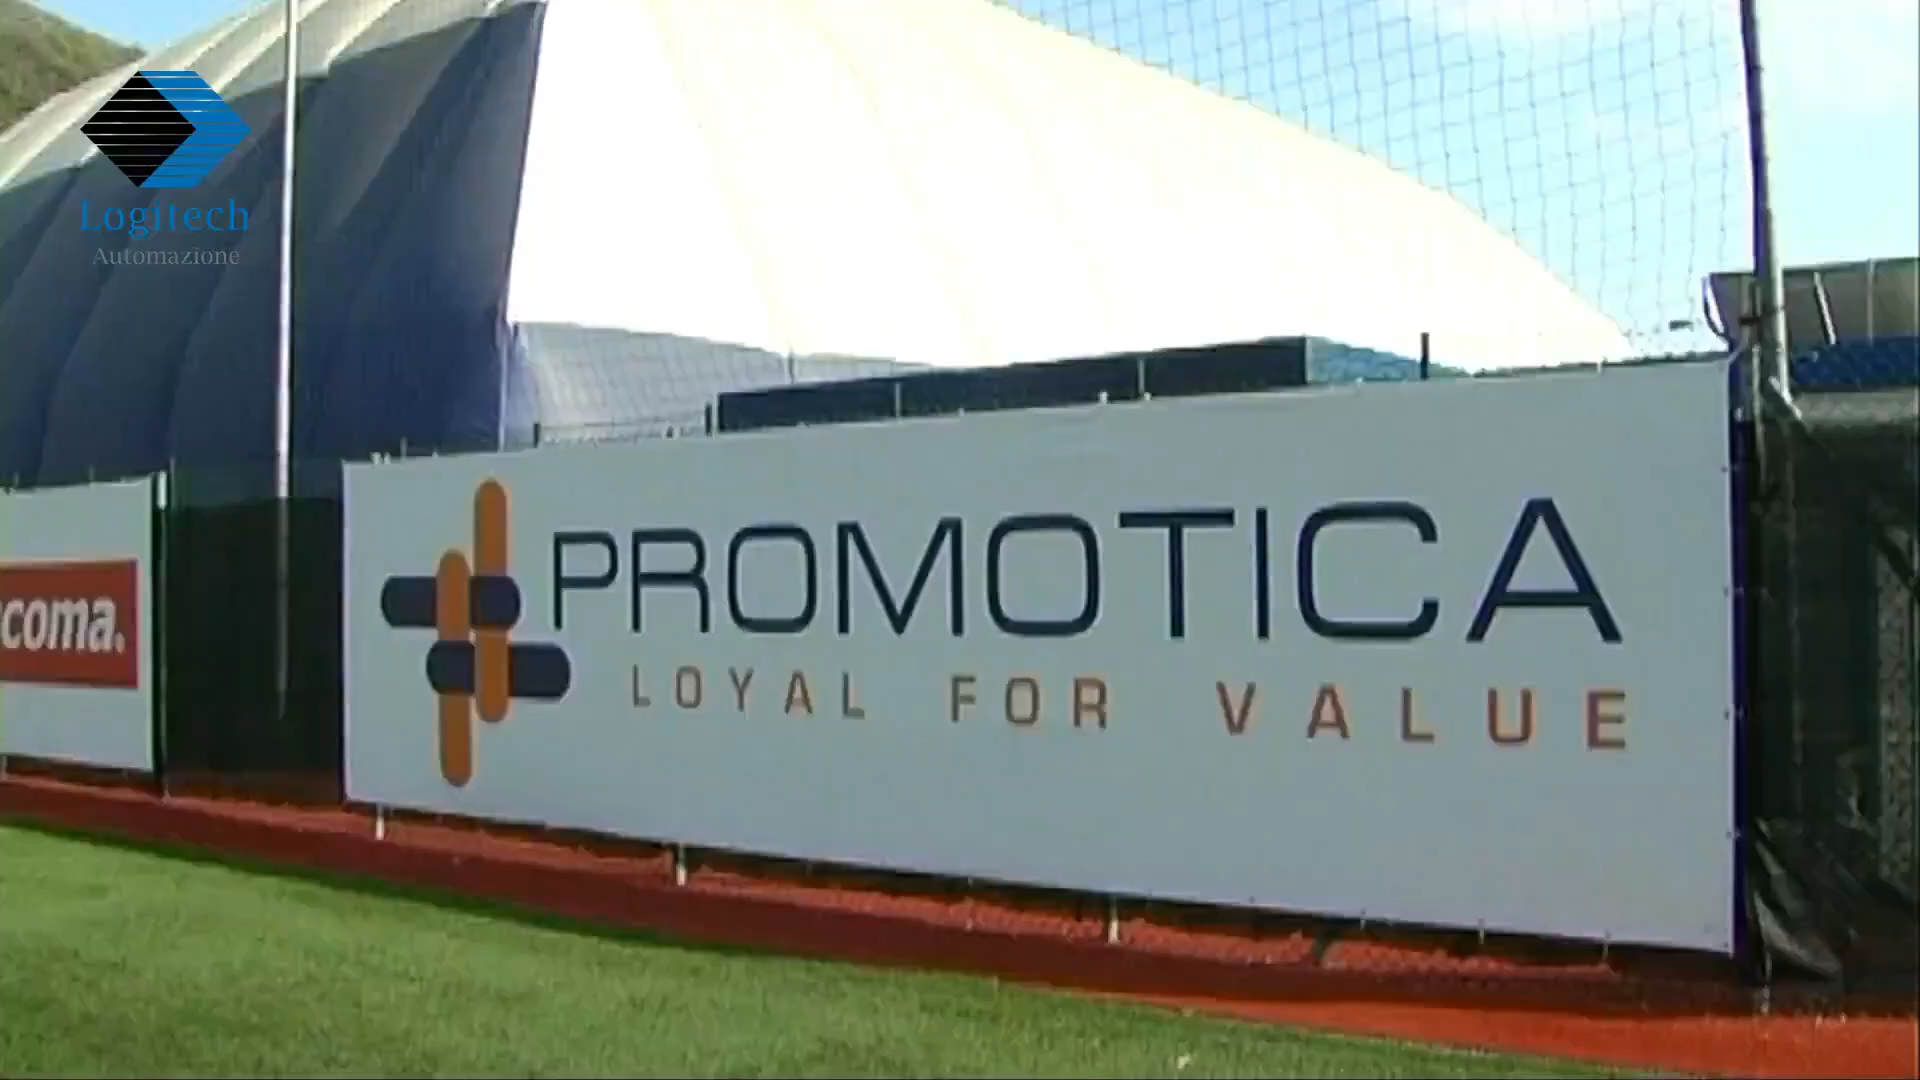 Logitech
Automazione
coma.
PROMOTICA
LOYAL FOR VALUE